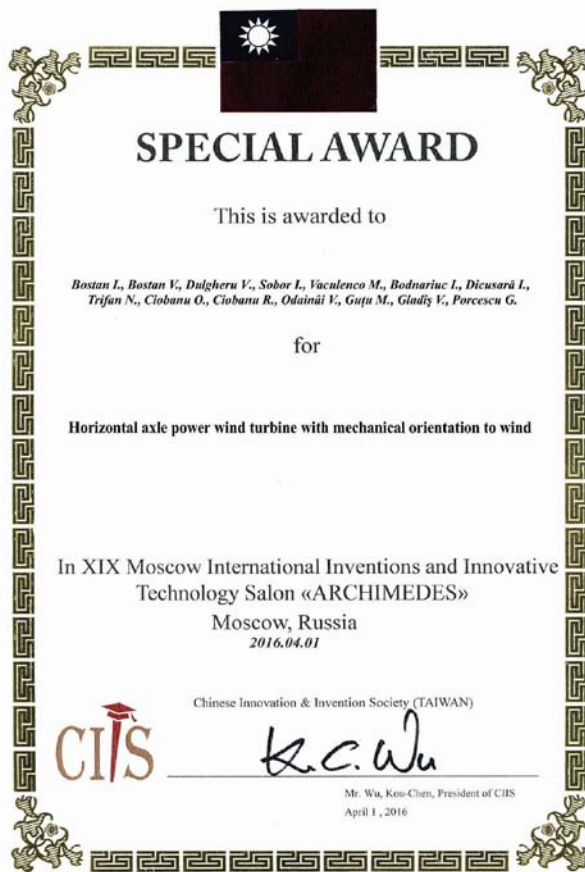 SPECIAL AWARD
This is awarded to
Bostan I., Bostan V., Dulgheru V., Sobor I., Vaculenco M., Bodnariuc I., Dicusară I.,
Trifan N., Ciobanu O., Ciobanu R., Odainâi V., Guțu M., Gladîş V., Porcescu G.
for
Horizontal axle power wind turbine with mechanical orientation to wind
In XIX Moscow International Inventions and Innovative
Technology Salon «ARCHIMEDES»
Moscow, Russia
2016.04.01
Chinese Innovation & Invention Society (TAIWAN)
CIIS
K.C. Wu
Mr. Wu, Kou-Chen, President of CIIS
April 1 , 2016